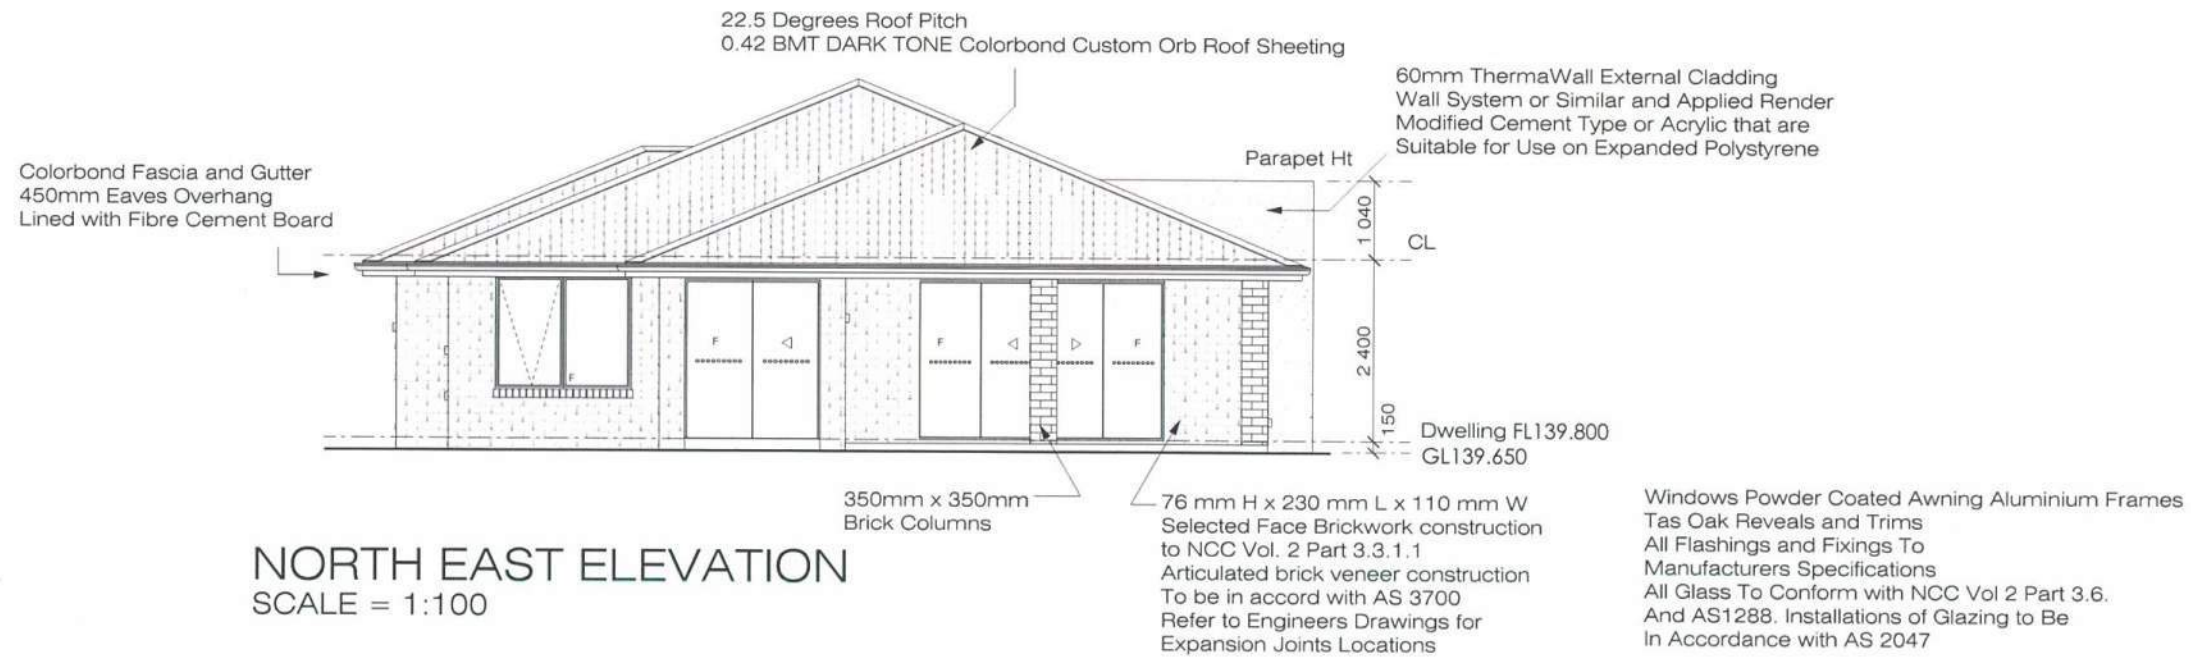 22.5 Degrees Roof Pitch
0.42 BMT DARK TONE Colorbond Custom Orb Roof Sheeting
60mm ThermaWall External Cladding
Wall System or Similar and Applied Render
Modified Cement Type or Acrylic that are
Suitable for Use on Expanded Polystyrene
Parapet Ht
Colorbond Fascia and Gutter
450mm Eaves Overhang
Lined with Fibre Cement Board
1 040
CL
2 400
150
F
F
F
F
Dwelling FL139.800
GL139.650
350mm x 350mm
Brick Columns
76 mm H x 230 mm L x 110 mm W
Selected Face Brickwork construction
to NCC Vol. 2 Part 3.3.1.1
Articulated brick veneer construction
To be in accord with AS 3700
Refer to Engineers Drawings for
Expansion Joints Locations
Windows Powder Coated Awning Aluminium Frames
Tas Oak Reveals and Trims
All Flashings and Fixings To
Manufacturers Specifications
All Glass To Conform with NCC Vol 2 Part 3.6.
And AS1288. Installations of Glazing to Be
In Accordance with AS 2047
NORTH EAST ELEVATION
SCALE = 1:100